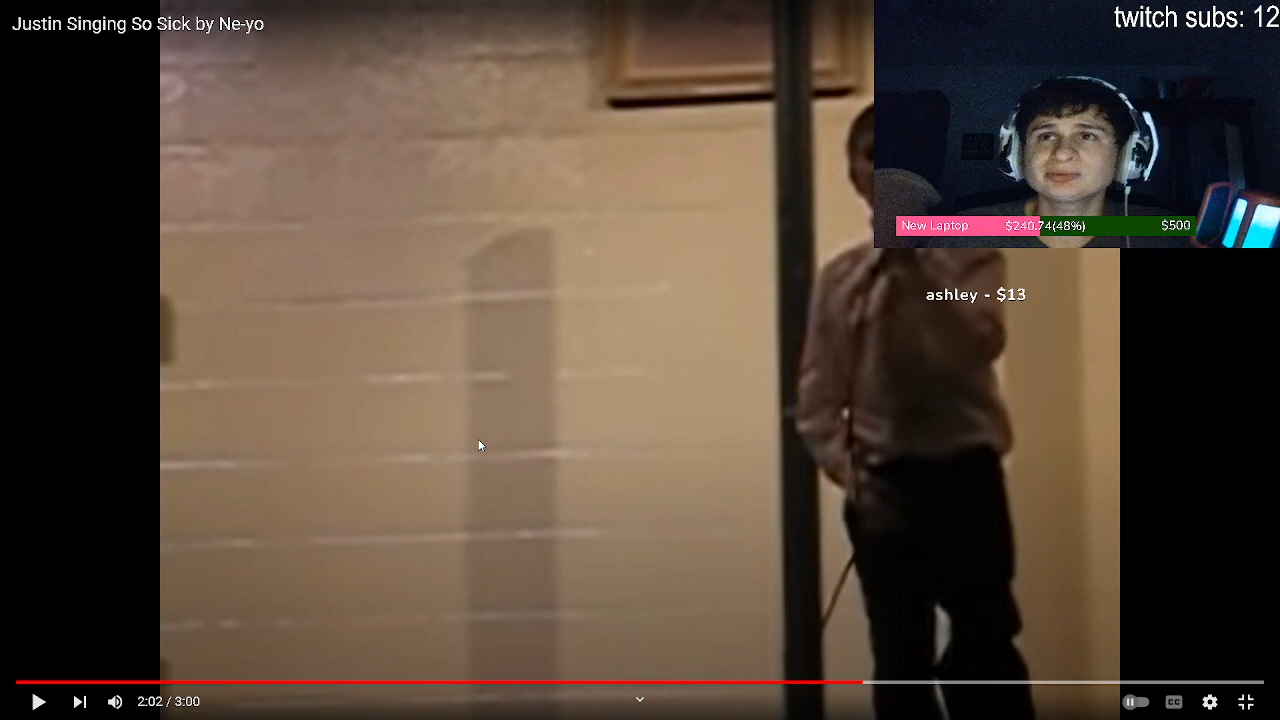 Justin Singing So Sick by Ne-yo
twitch subs: 12
New Laptop $240.74(48%) $500
ashley - $13
2:02 / 3:00
CC